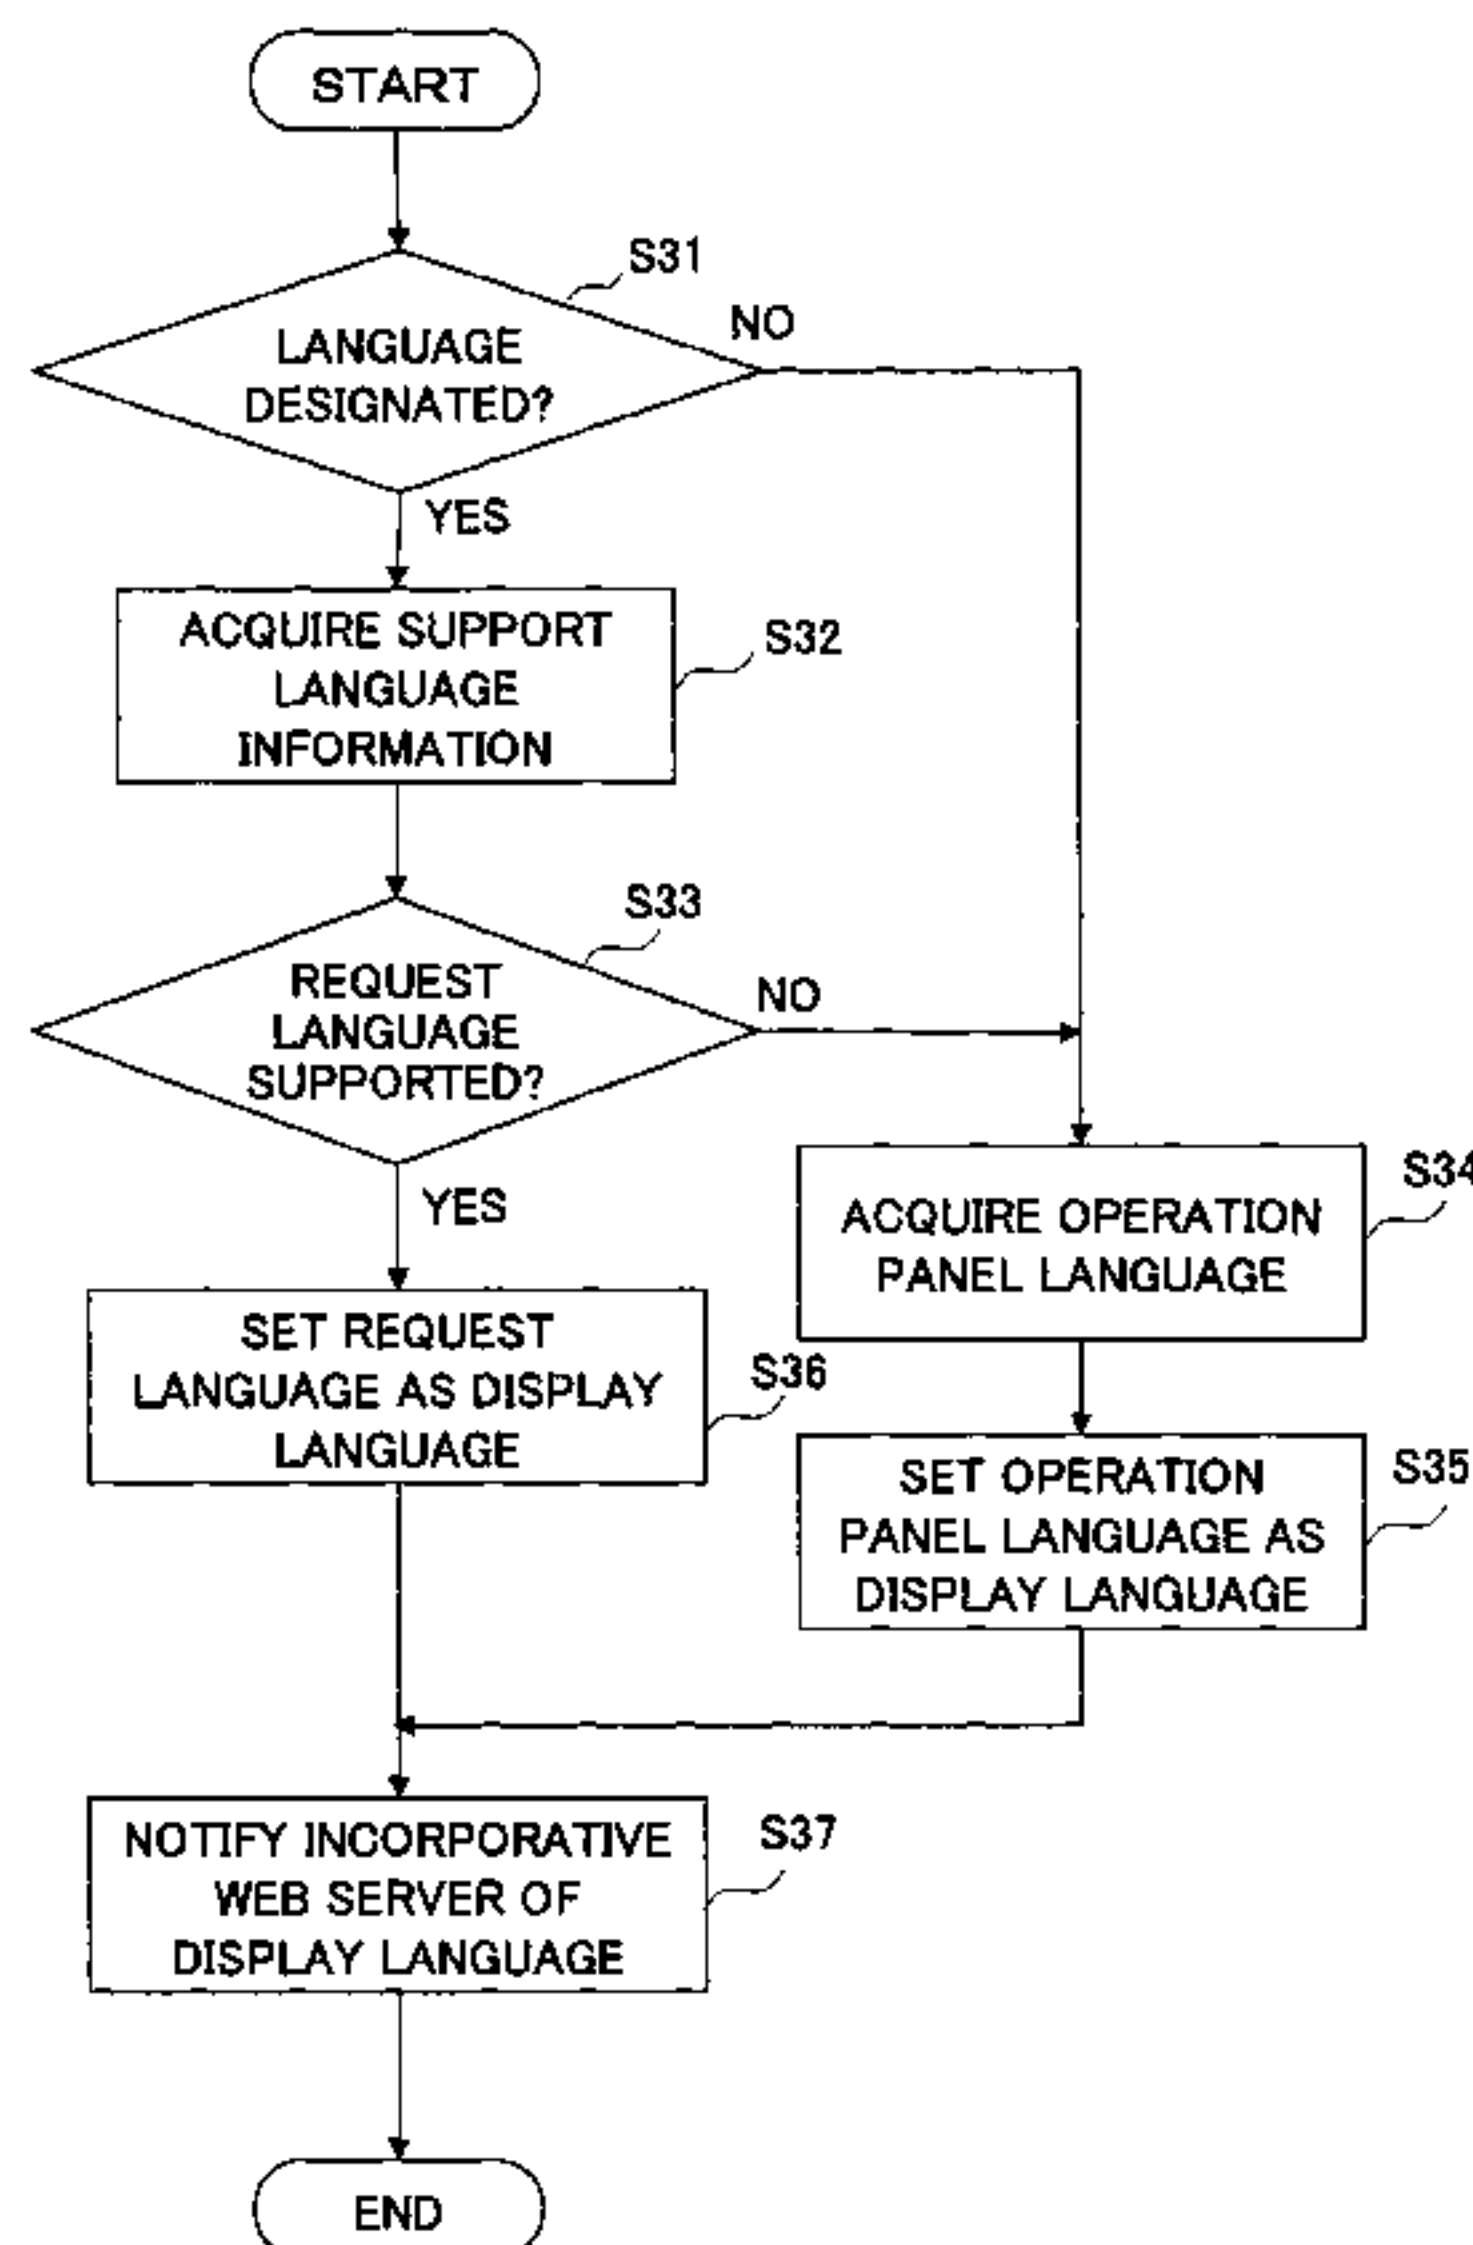 START
S31
NO
LANGUAGE
DESIGNATED?
YES
ACQUIRE SUPPORT
LANGUAGE
INFORMATION
S32
S33
REQUEST
LANGUAGE
SUPPORTED?
NO
YES
S34
ACQUIRE OPERATION
PANEL LANGUAGE
SET REQUEST
LANGUAGE AS DISPLAY
LANGUAGE
S36
SET OPERATION
PANEL LANGUAGE AS
DISPLAY LANGUAGE
S35
NOTIFY INCORPORATIVE
WEB SERVER OF
DISPLAY LANGUAGE
S37
END